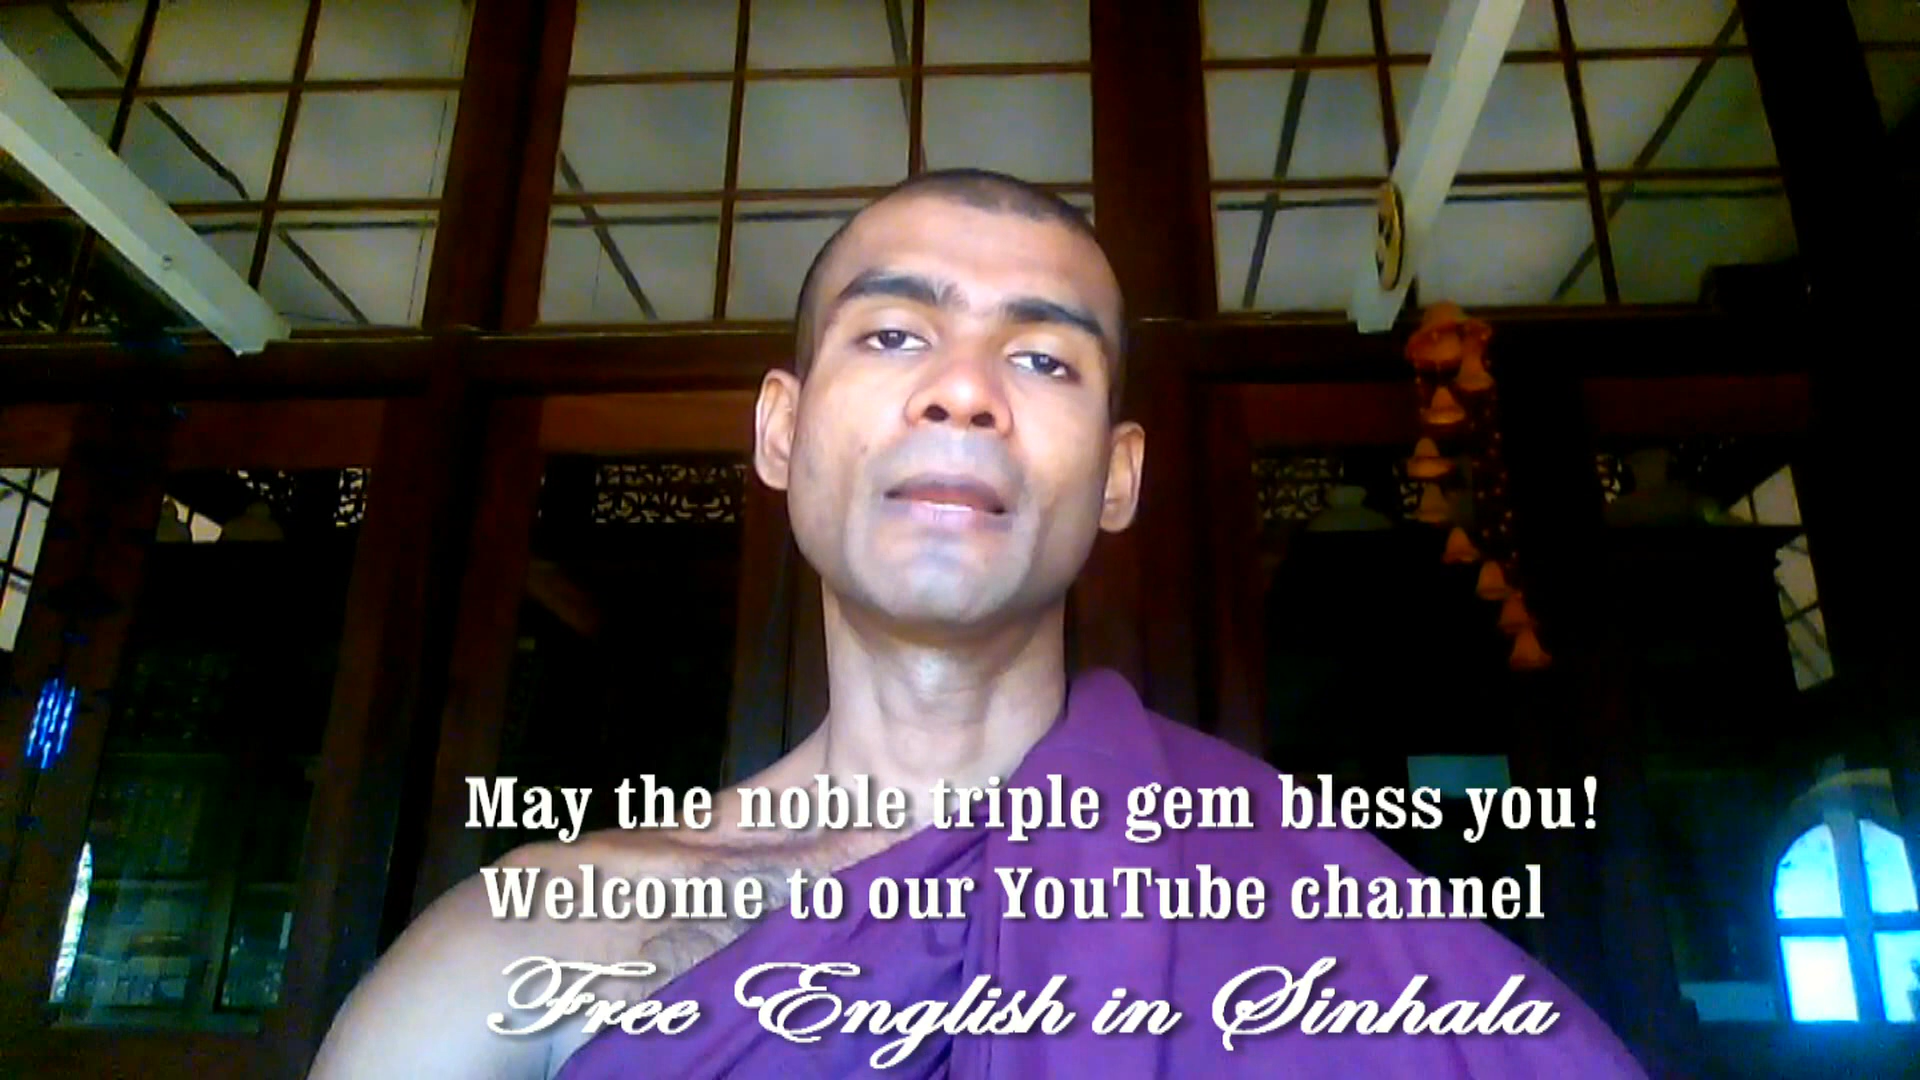 May the noble triple gem bless you!
Welcome to our YouTube channel
Free English in Sinhala